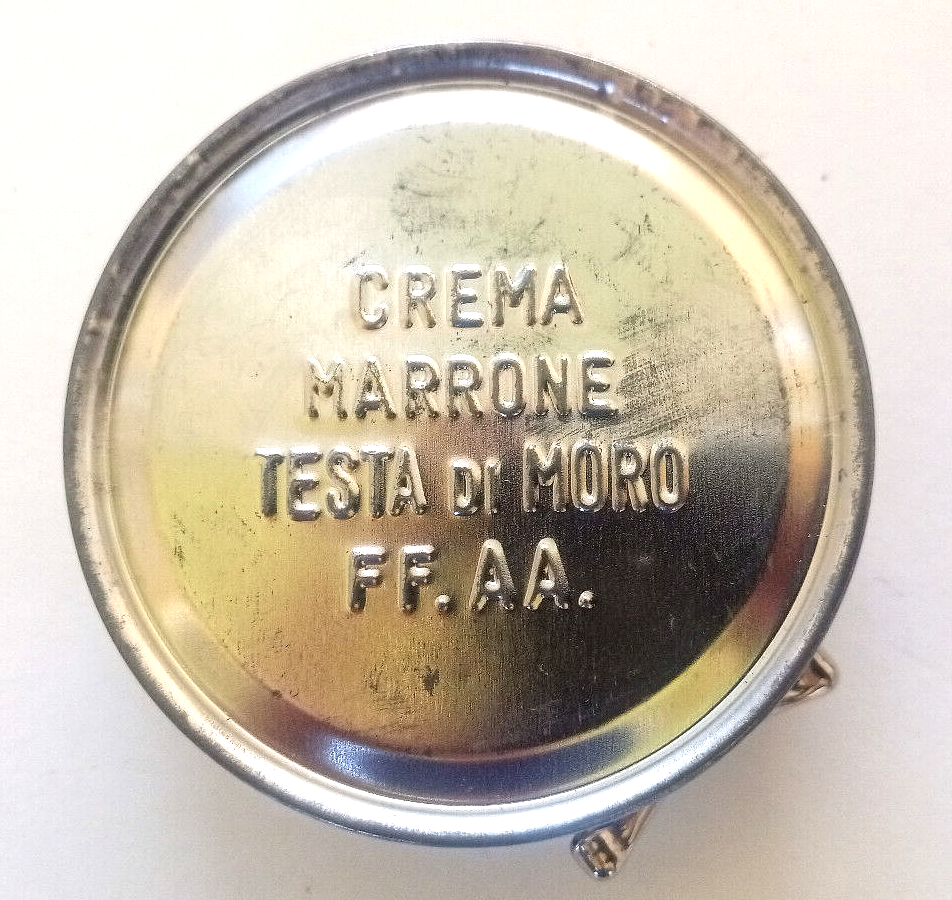 CREMA
MARRONE
TESTA DI MORO
FF. AA.